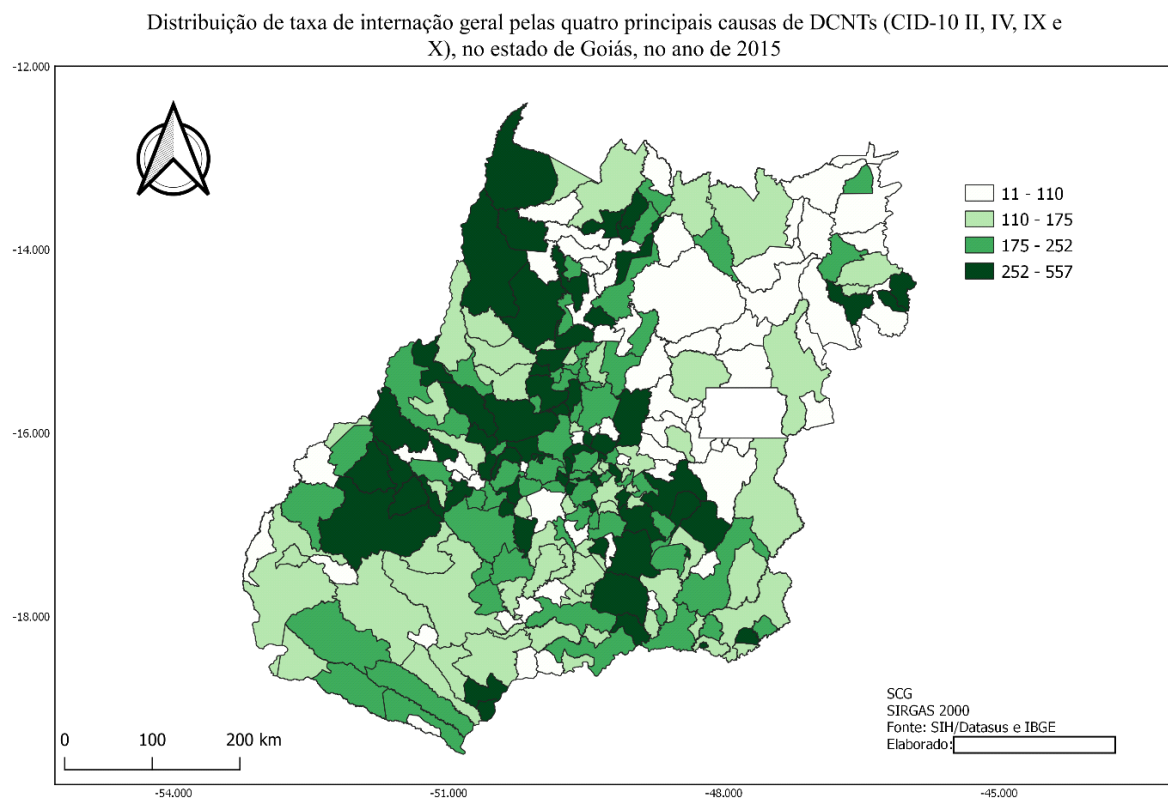 Distribuição de taxa de internação geral pelas quatro principais causas de DCNTs (CID-10 II, IV, IX e
X), no estado de Goiás, no ano de 2015
-12.000
-14.000
-15.000
-16.000
-18.000
11 - 110
110 - 175
175 - 252
252 - 557
SCG
SIRGAS 2000
Fonte: SIH/Datasus e IBGE
Elaborado:
0 100 200 km
-54.000 -51.000 -48.000 -45.000